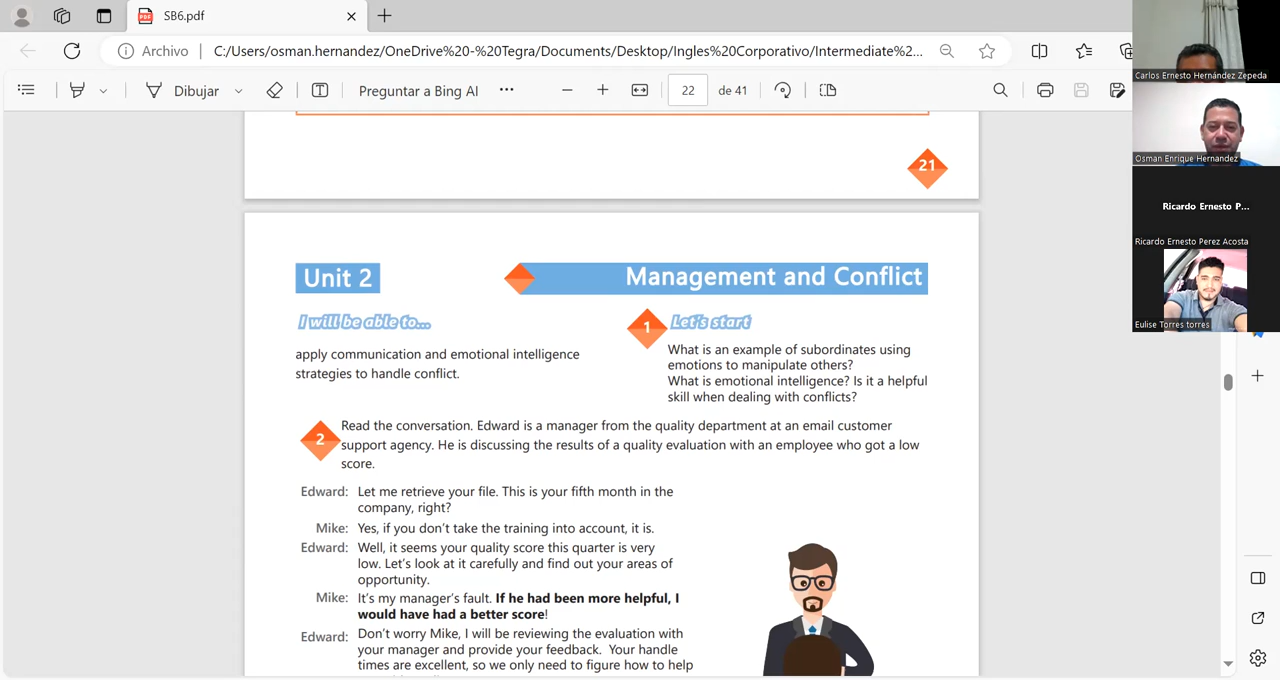 SB6.pdf
Archivo
C:/Users/osman.hernandez/OneDrive%20-%20Tegra/Documents/Desktop/Ingles%20Corporativo/Intermediate%2...
Dibujar
Preguntar a Bing AI
22
de 41
Carlos Ernesto Hernández Zepeda
Osman Enrique Hernandez
Ricardo Ernesto P...
Ricardo Ernesto Perez Acosta
Eulise Torres torres
21
Unit 2
Management and Conflict
I will be able to...
apply communication and emotional intelligence
strategies to handle conflict.
1
Let's start
What is an example of subordinates using
emotions to manipulate others?
What is emotional intelligence? Is it a helpful
skill when dealing with conflicts?
2
Read the conversation. Edward is a manager from the quality department at an email customer
support agency. He is discussing the results of a quality evaluation with an employee who got a low
score.
Edward: Let me retrieve your file. This is your fifth month in the
company, right?
Mike: Yes, if you don't take the training into account, it is.
Edward: Well, it seems your quality score this quarter is very
low. Let's look at it carefully and find out your areas of
opportunity.
Mike: It's my manager's fault. If he had been more helpful, I
would have had a better score!
Edward: Don't worry Mike, I will be reviewing the evaluation with
your manager and provide your feedback. Your handle
times are excellent, so we only need to figure how to help